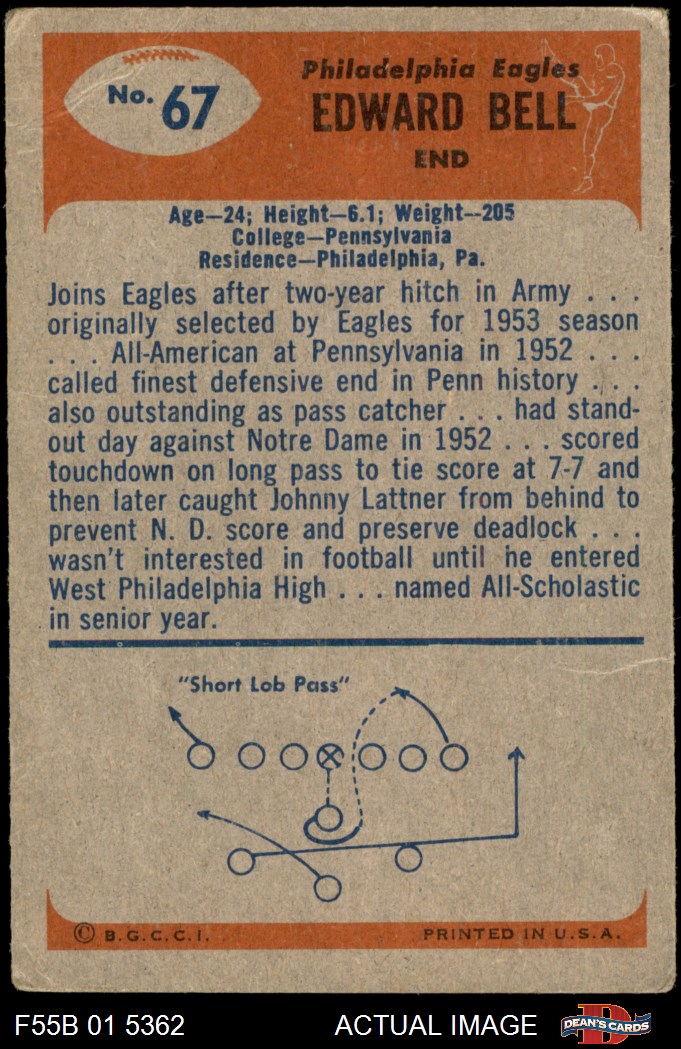 No. 67
Philadelphia Eagles
EDWARD BELL
END
Age—24; Height—6.1; Weight—205
College—Pennsylvania
Residence—Philadelphia, Pa.
Joins Eagles after two-year hitch in Army . . .
originally selected by Eagles for 1953 season
. . . All-American at Pennsylvania in 1952 . . .
called finest defensive end in Penn history . . .
also outstanding as pass catcher . . . had stand-
out day against Notre Dame in 1952 . . . scored
touchdown on long pass to tie score at 7-7 and
then later caught Johnny Lattner from behind to
prevent N. D. score and preserve deadlock . . .
wasn't interested in football until he entered
West Philadelphia High . . . named All-Scholastic
in senior year.
"Short Lob Pass"
© B.G.C.C.I. PRINTED IN U.S.A.
F55B 01 5362 ACTUAL IMAGE D DEAN'S CARDS